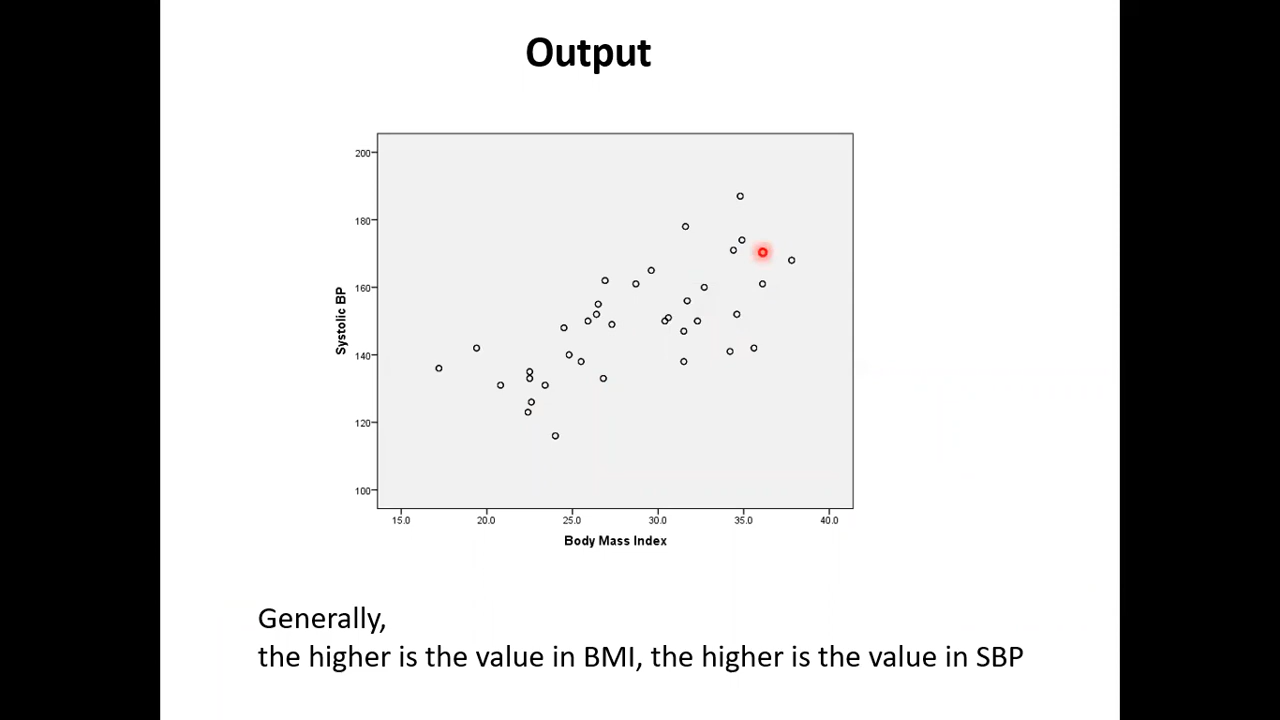 Output
200
180
160
140
120
100
Systolic BP
15.0 20.0 25.0 30.0 35.0 40.0
Body Mass Index
Generally,
the higher is the value in BMI, the higher is the value in SBP